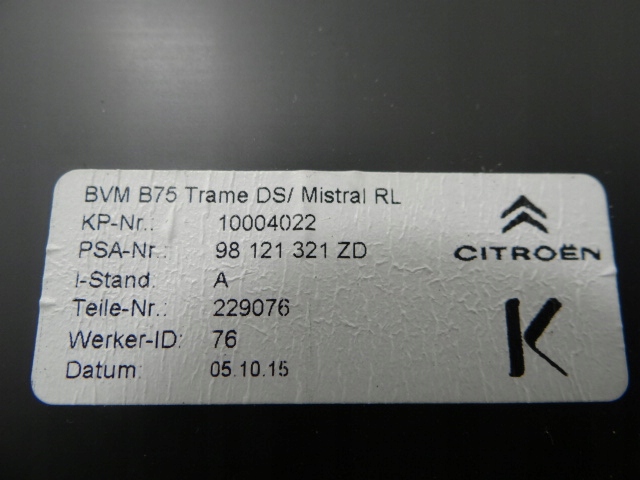 BVM B75 Trame DS/ Mistral RL
KP-Nr.: 10004022
PSA-Nr.: 98 121 321 ZD
I-Stand: A
Teile-Nr.: 229076
Werker-ID: 76
Datum: 05.10.15
CITROËN
K